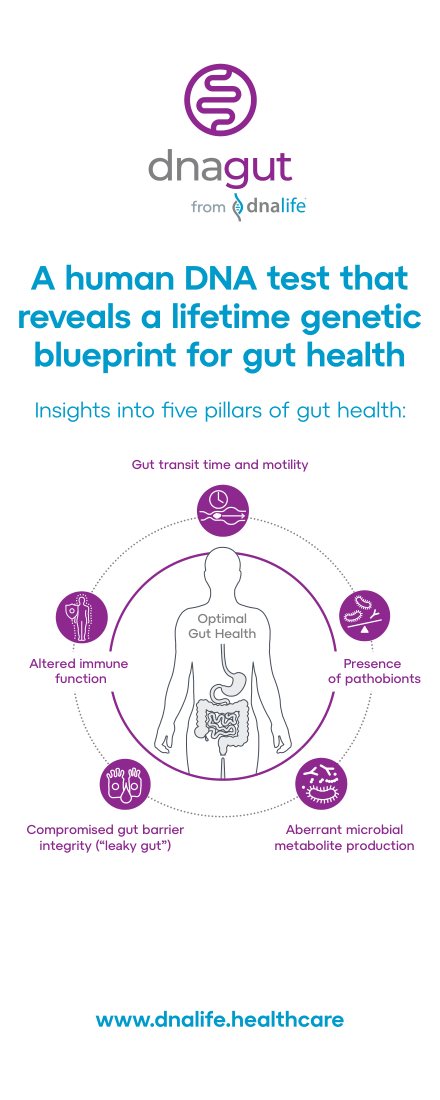 dnagut
from dnalife
A human DNA test that
reveals a lifetime genetic
blueprint for gut health
Insights into five pillars of gut health:
Gut transit time and motility
Optimal
Gut Health
Altered immune
function
Presence
of pathobionts
Compromised gut barrier
integrity (“leaky gut”)
Aberrant microbial
metabolite production
www.dnalife.healthcare